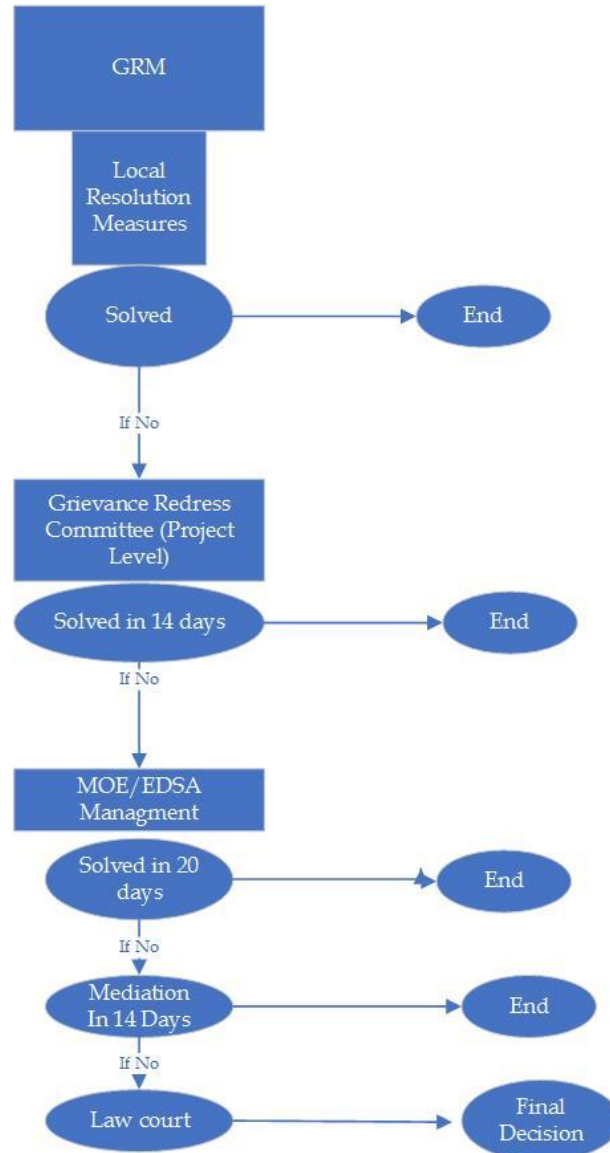 GRM
Local
Resolution
Measures
Solved
End
If No
Grievance Redress
Committee (Project
Level)
Solved in 14 days
End
If No
MOE/EDSA
Managment
Solved in 20
days
End
If No
Mediation
In 14 Days
End
If No
Law court
Final
Decision